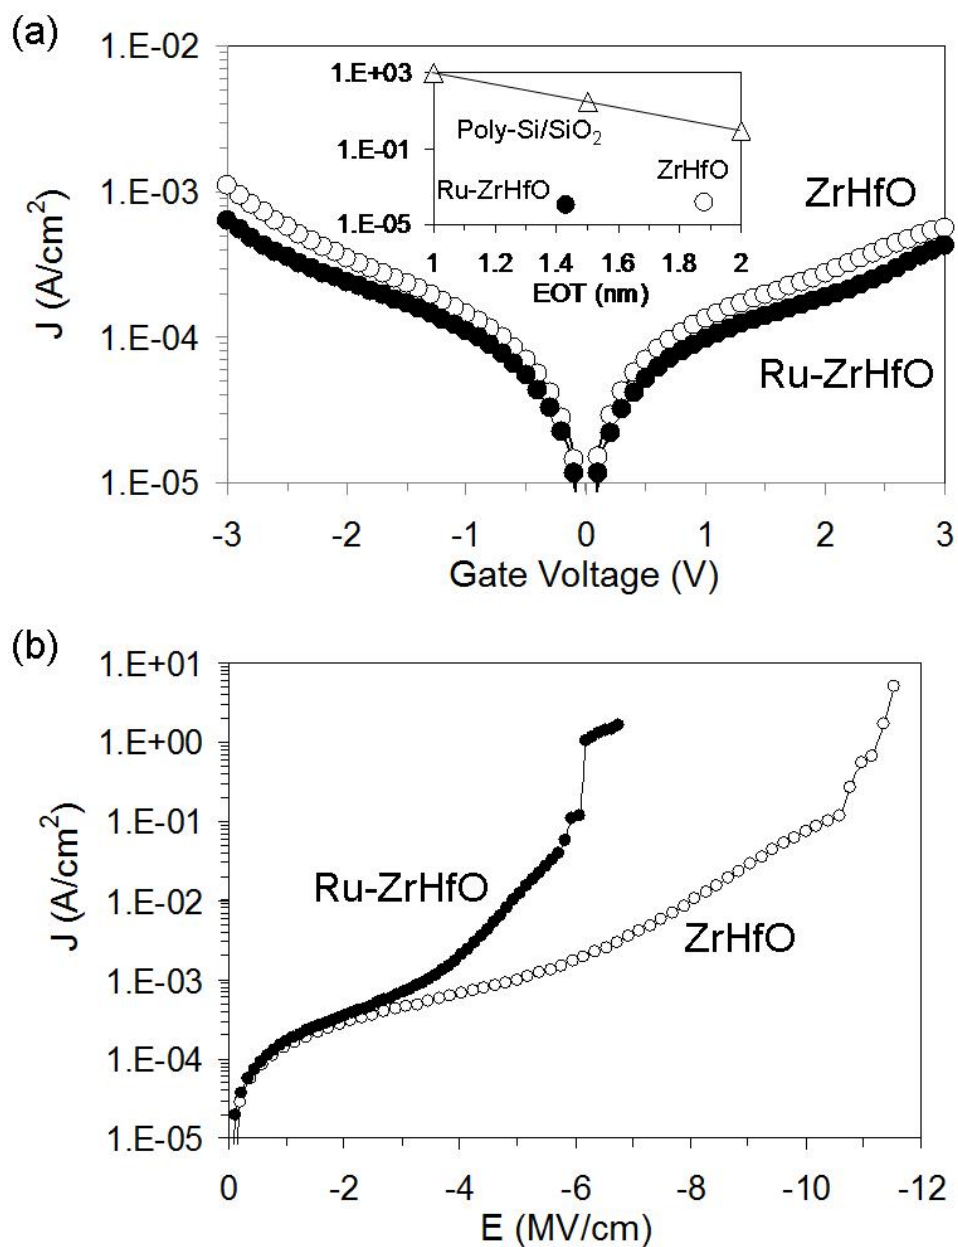 (a)
1.E-02
1.E-03
1.E-04
1.E-05
J (A/cm²)
-3 -2 -1 0 1 2 3
Gate Voltage (V)
ZrHfO
Ru-ZrHfO
1.E+03
1.E-01
1.E-05
Poly-Si/SiO₂
Ru-ZrHfO
ZrHfO
1 1.2 1.4 1.6 1.8 2
EOT (nm)
(b)
1.E+01
1.E+00
1.E-01
1.E-02
1.E-03
1.E-04
1.E-05
J (A/cm²)
Ru-ZrHfO
ZrHfO
0 -2 -4 -6 -8 -10 -12
E (MV/cm)